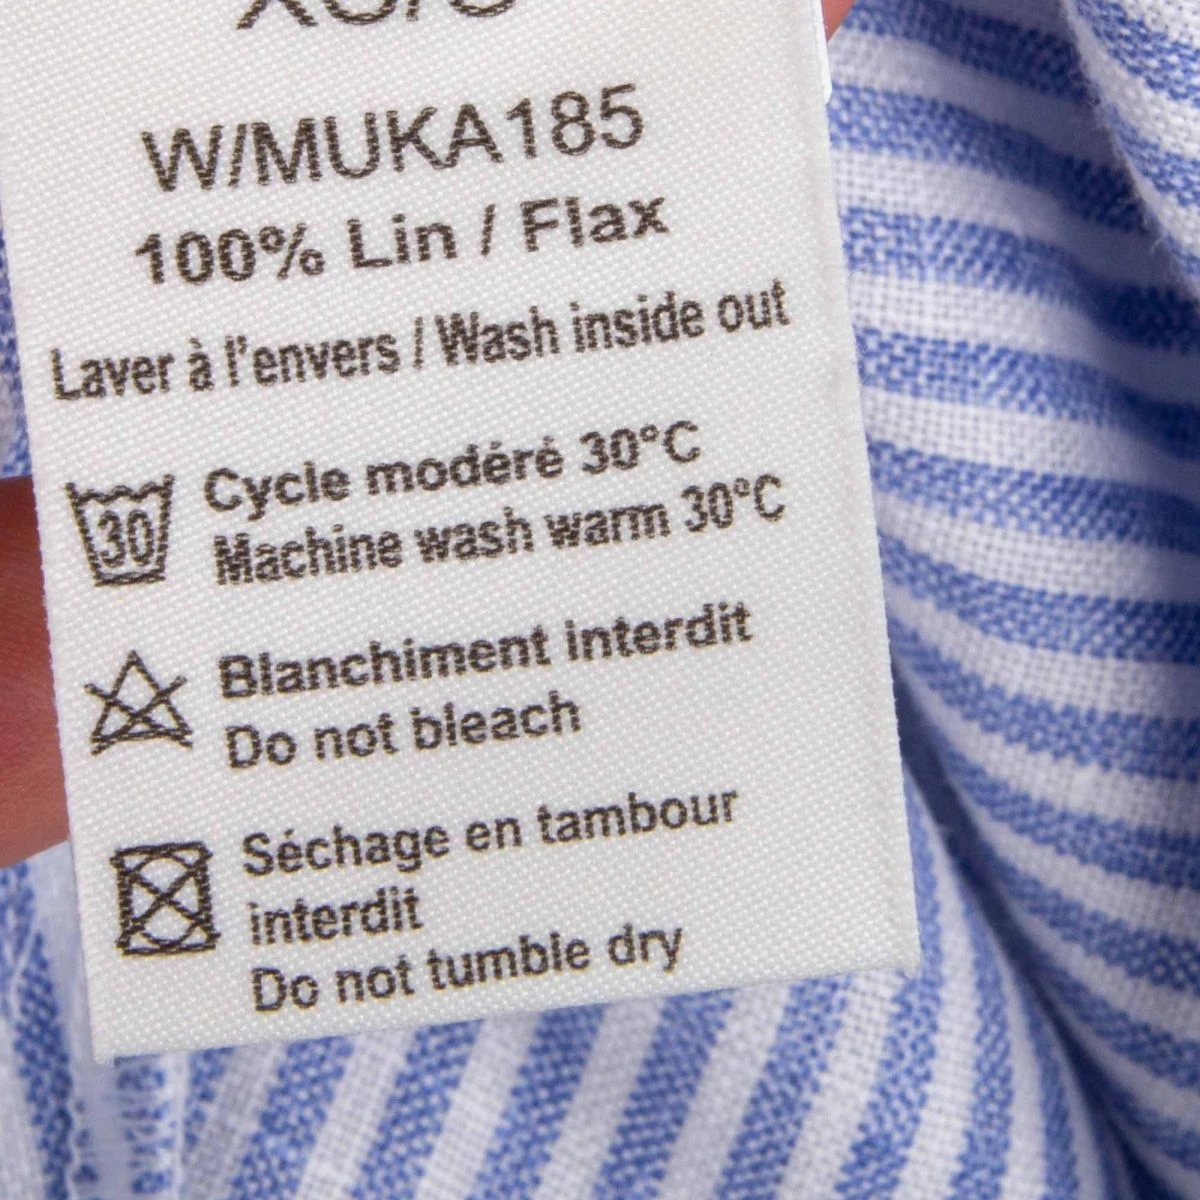 W/MUKA185
100% Lin / Flax
Laver à l'envers / Wash inside out
30
Cycle modéré 30°C
Machine wash warm 30°C
Blanchiment interdit
Do not bleach
Séchage en tambour
interdit
Do not tumble dry